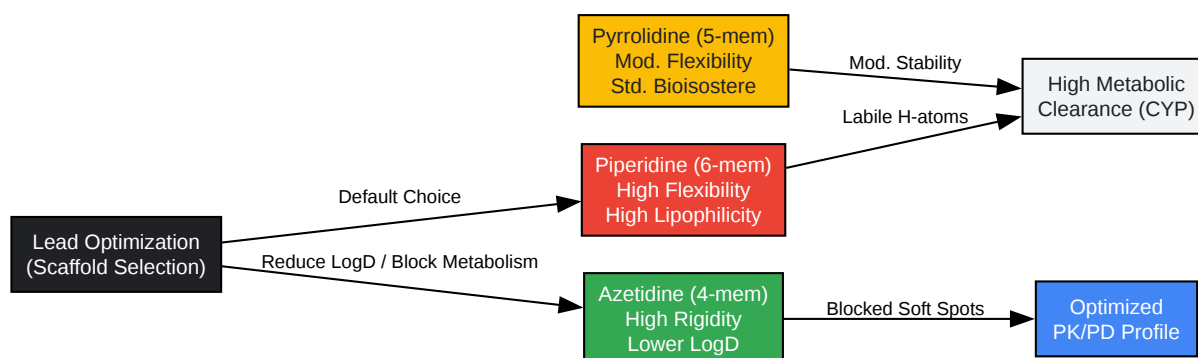 Pyrrolidine (5-mem)
Mod. Flexibility
Std. Bioisostere
Mod. Stability
High Metabolic
Clearance (CYP)
Labile H-atoms
Piperidine (6-mem)
High Flexibility
High Lipophilicity
Default Choice
Lead Optimization
(Scaffold Selection)
Reduce LogD / Block Metabolism
Azetidine (4-mem)
High Rigidity
Lower LogD
Blocked Soft Spots
Optimized
PK/PD Profile